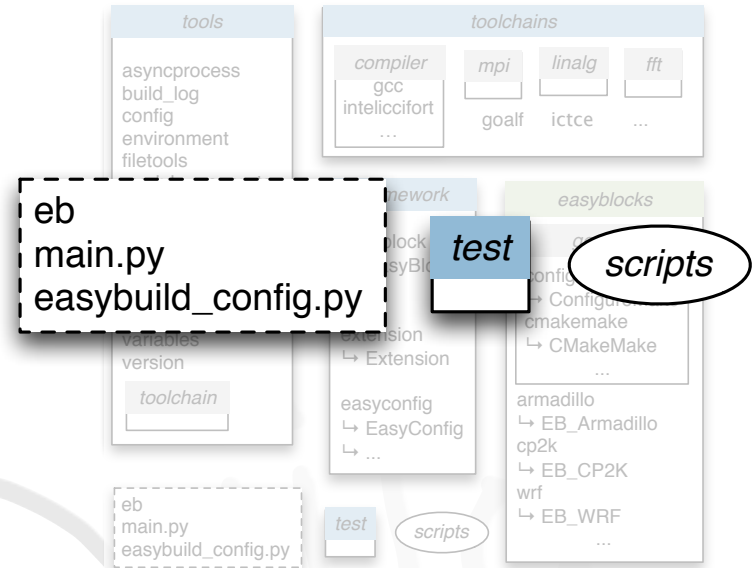 tools
asyncprocess
build_log
config
environment
filetools
variables
version
toolchain
toolchains
compiler
gcc
inteliccifort
...
mpi
linalg
fft
goalf
ictce
...
eb
main.py
easybuild_config.py
test
scripts
extension
↳ Extension
easyconfig
↳ EasyConfig
↳ ...
easyblocks
cmakemake
↳ CMakeMake
...
armadillo
↳ EB_Armadillo
cp2k
↳ EB_CP2K
wrf
↳ EB_WRF
...
eb
main.py
easybuild_config.py
test
scripts